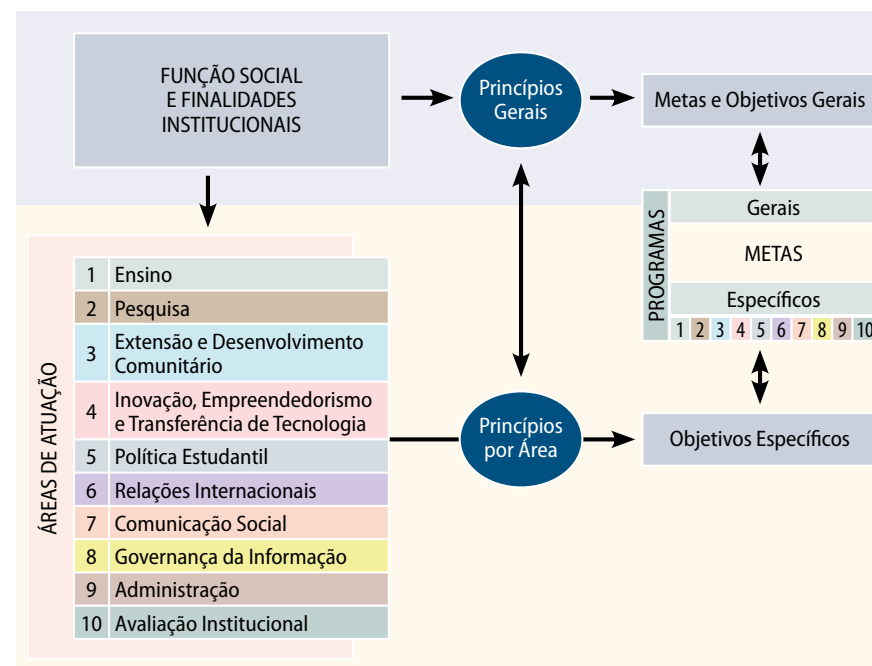 FUNÇÃO SOCIAL
E FINALIDADES
INSTITUCIONAIS
Princípios
Gerais
Metas e Objetivos Gerais
PROGRAMAS
Gerais
METAS
Específicos
1 2 3 4 5 6 7 8 9 10
ÁREAS DE ATUAÇÃO
1 Ensino
2 Pesquisa
3 Extensão e Desenvolvimento
Comunitário
4 Inovação, Empreendedorismo
e Transferência de Tecnologia
5 Política Estudantil
6 Relações Internacionais
7 Comunicação Social
8 Governança da Informação
9 Administração
10 Avaliação Institucional
Princípios
por Área
Objetivos Específicos